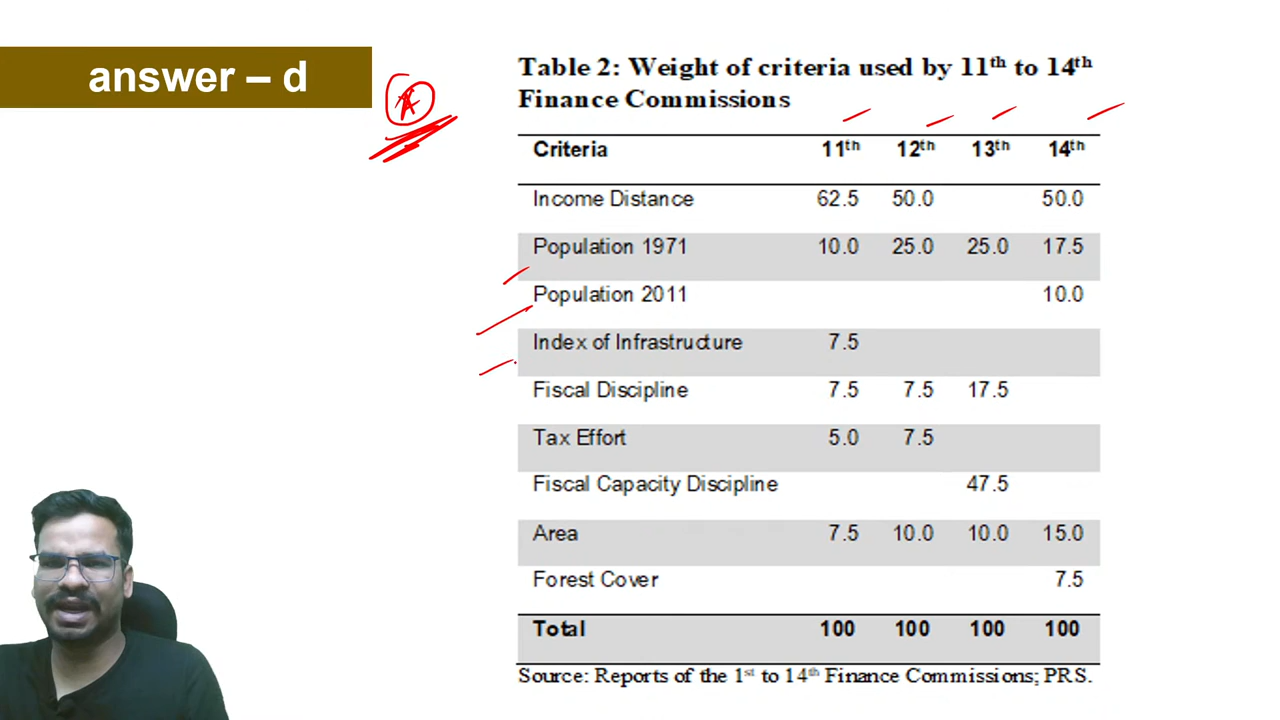 answer – d
Table 2: Weight of criteria used by 11th to 14th
Finance Commissions
Criteria 11th 12th 13th 14th
Income Distance 62.5 50.0 50.0
Population 1971 10.0 25.0 25.0 17.5
Population 2011 10.0
Index of Infrastructure 7.5
Fiscal Discipline 7.5 7.5 17.5
Tax Effort 5.0 7.5
Fiscal Capacity Discipline 47.5
Area 7.5 10.0 10.0 15.0
Forest Cover 7.5
Total 100 100 100 100
Source: Reports of the 1st to 14th Finance Commissions; PRS.